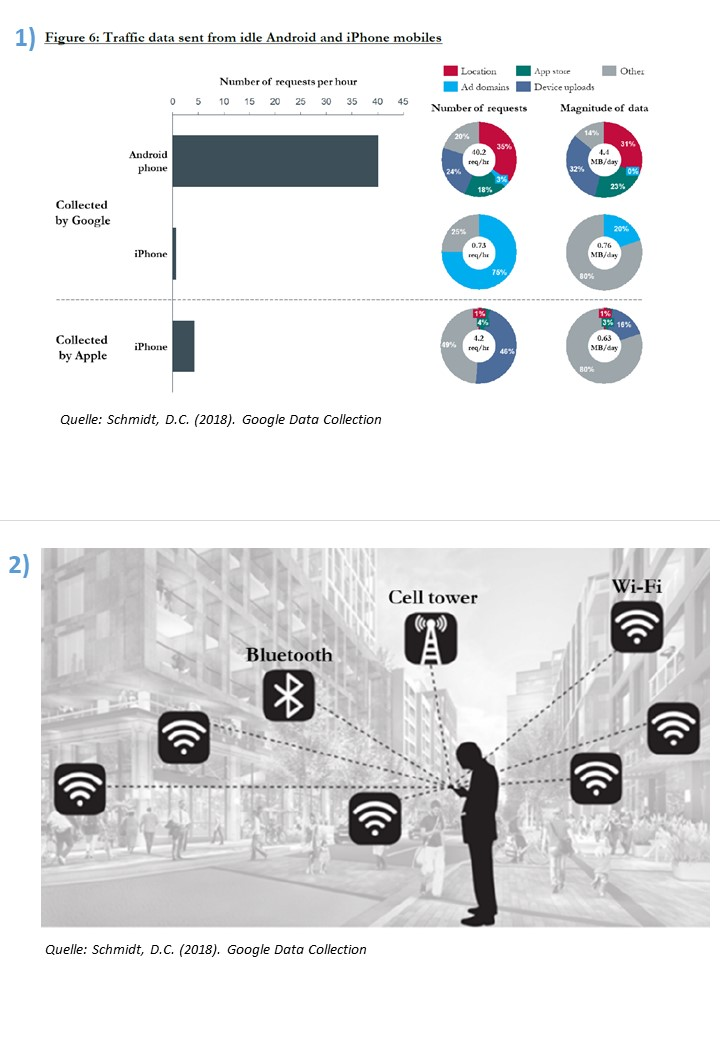 1)
Figure 6: Traffic data sent from idle Android and iPhone mobiles
Number of requests per hour
0 5 10 15 20 25 30 35 40 45
Location
App store
Other
Ad domains
Device uploads
Number of requests
Magnitude of data
Android
phone
20%
35%
40.2
req/hr
24%
3%
18%
14%
31%
4.4
MB/day
32%
0%
23%
Collected
by Google
iPhone
25%
0.73
req/hr
75%
20%
0.76
MB/day
80%
Collected
by Apple
iPhone
1%
4%
49%
4.2
req/hr
46%
1%
3%
16%
0.63
MB/day
80%
Quelle: Schmidt, D.C. (2018). Google Data Collection
2)
Wi-Fi
Cell tower
Bluetooth
Quelle: Schmidt, D.C. (2018). Google Data Collection